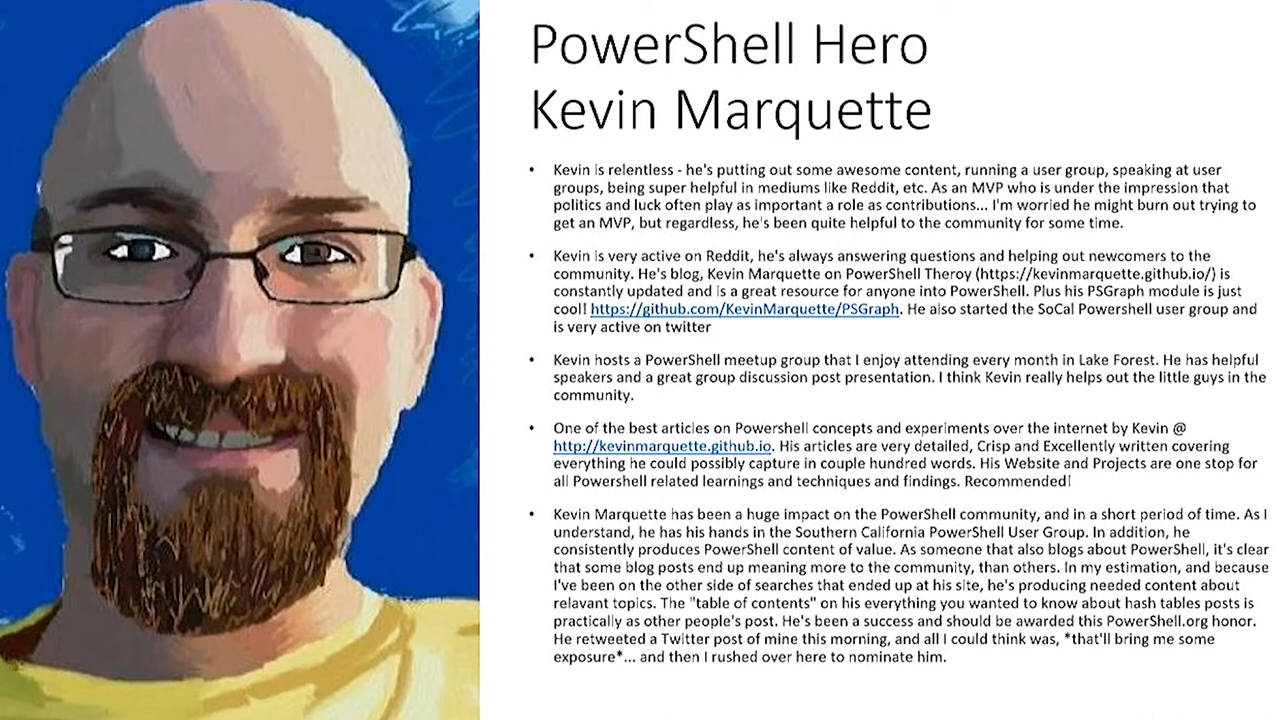 PowerShell Hero
Kevin Marquette
• Kevin is relentless - he's putting out some awesome content, running a user group, speaking at user
groups, being super helpful in mediums like Reddit, etc. As an MVP who is under the impression that
politics and luck often play as important a role as contributions... I'm worried he might burn out trying to
get an MVP, but regardless, he's been quite helpful to the community for some time.
• Kevin is very active on Reddit, he's always answering questions and helping out newcomers to the
community. He's blog, Kevin Marquette on PowerShell Theroy (https://kevinmarquette.github.io/) is
constantly updated and is a great resource for anyone into PowerShell. Plus his PSGraph module is just
cool! https://github.com/KevinMarquette/PSGraph. He also started the SoCal Powershell user group and
is very active on twitter
• Kevin hosts a PowerShell meetup group that I enjoy attending every month in Lake Forest. He has helpful
speakers and a great group discussion post presentation. I think Kevin really helps out the little guys in the
community.
• One of the best articles on Powershell concepts and experiments over the internet by Kevin @
http://kevinmarquette.github.io. His articles are very detailed, Crisp and Excellently written covering
everything he could possibly capture in couple hundred words. His Website and Projects are one stop for
all Powershell related learnings and techniques and findings. Recommended!
• Kevin Marquette has been a huge impact on the PowerShell community, and in a short period of time. As I
understand, he has his hands in the Southern California PowerShell User Group. In addition, he
consistently produces PowerShell content of value. As someone that also blogs about PowerShell, it's clear
that some blog posts end up meaning more to the community, than others. In my estimation, and because
I've been on the other side of searches that ended up at his site, he's producing needed content about
relavant topics. The "table of contents" on his everything you wanted to know about hash tables posts is
practically as other people's post. He's been a success and should be awarded this PowerShell.org honor.
He retweeted a Twitter post of mine this morning, and all I could think was, *that'll bring me some
exposure*... and then I rushed over here to nominate him.